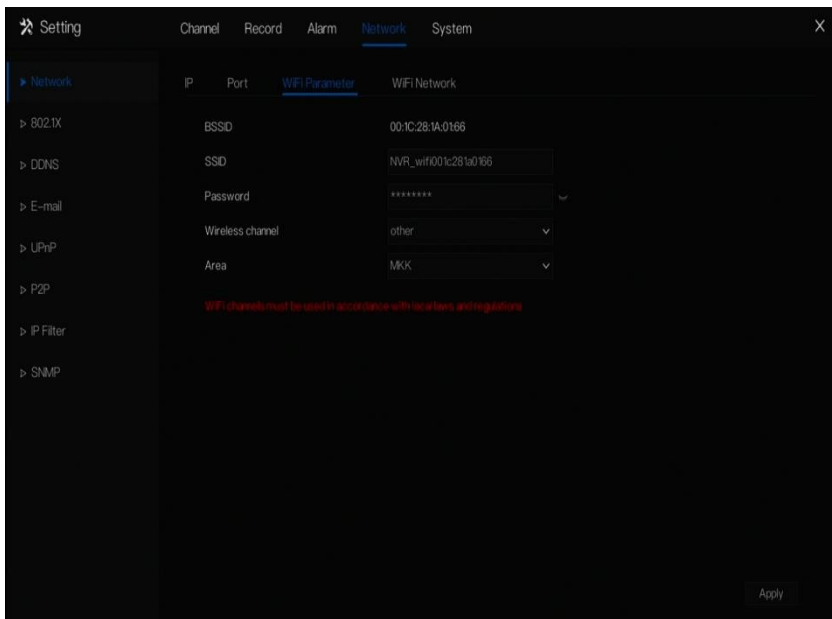 Setting
Channel Record Alarm Network System X
Network
802.1X
DDNS
E-mail
UPnP
P2P
IP Filter
SNMP
IP Port WiFi Parameter WiFi Network
BSSID 00:1C:28:1A:01:66
SSID NVR_wifi001c281a0166
Password ********
Wireless channel other
Area MKK
WIFI channels must be used in accordance with local laws and regulations
Apply